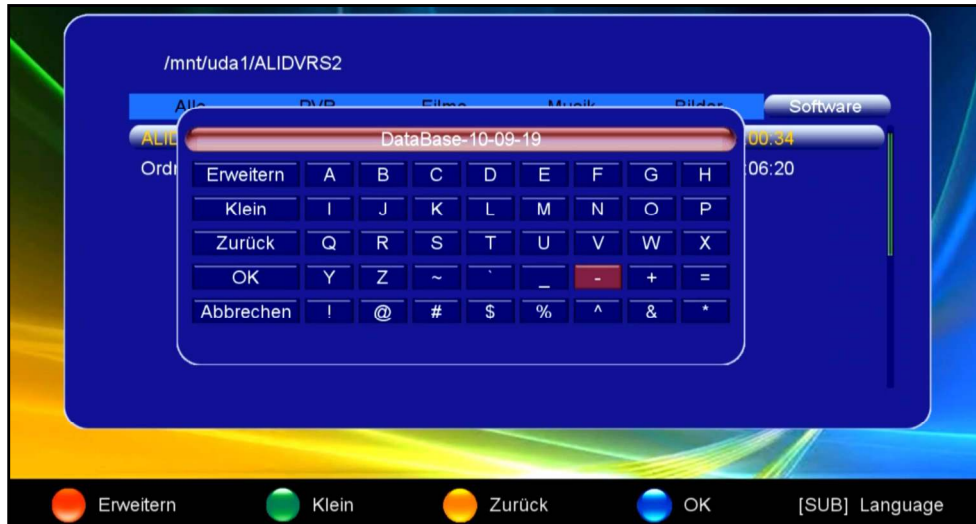 /mnt/uda1/ALIDVRS2
Software
DataBase-10-09-19
:00:34
:06:20
Erweitern A B C D E F G H
Klein I J K L M N O P
Zurück Q R S T U V W X
OK Y Z ~ ` _ - + =
Abbrechen ! @ # $ % ^ & *
Erweitern Klein Zurück OK [SUB] Language